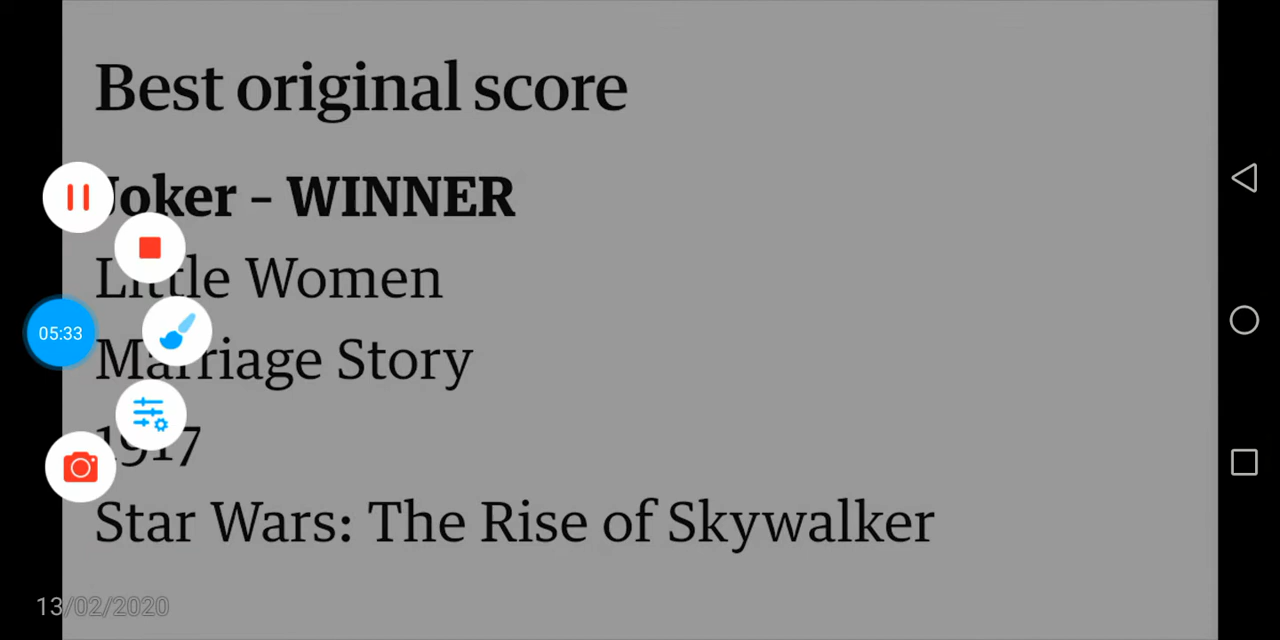 Best original score
Joker – WINNER
Little Women
05:33
Marriage Story
1917
Star Wars: The Rise of Skywalker
13/02/2020